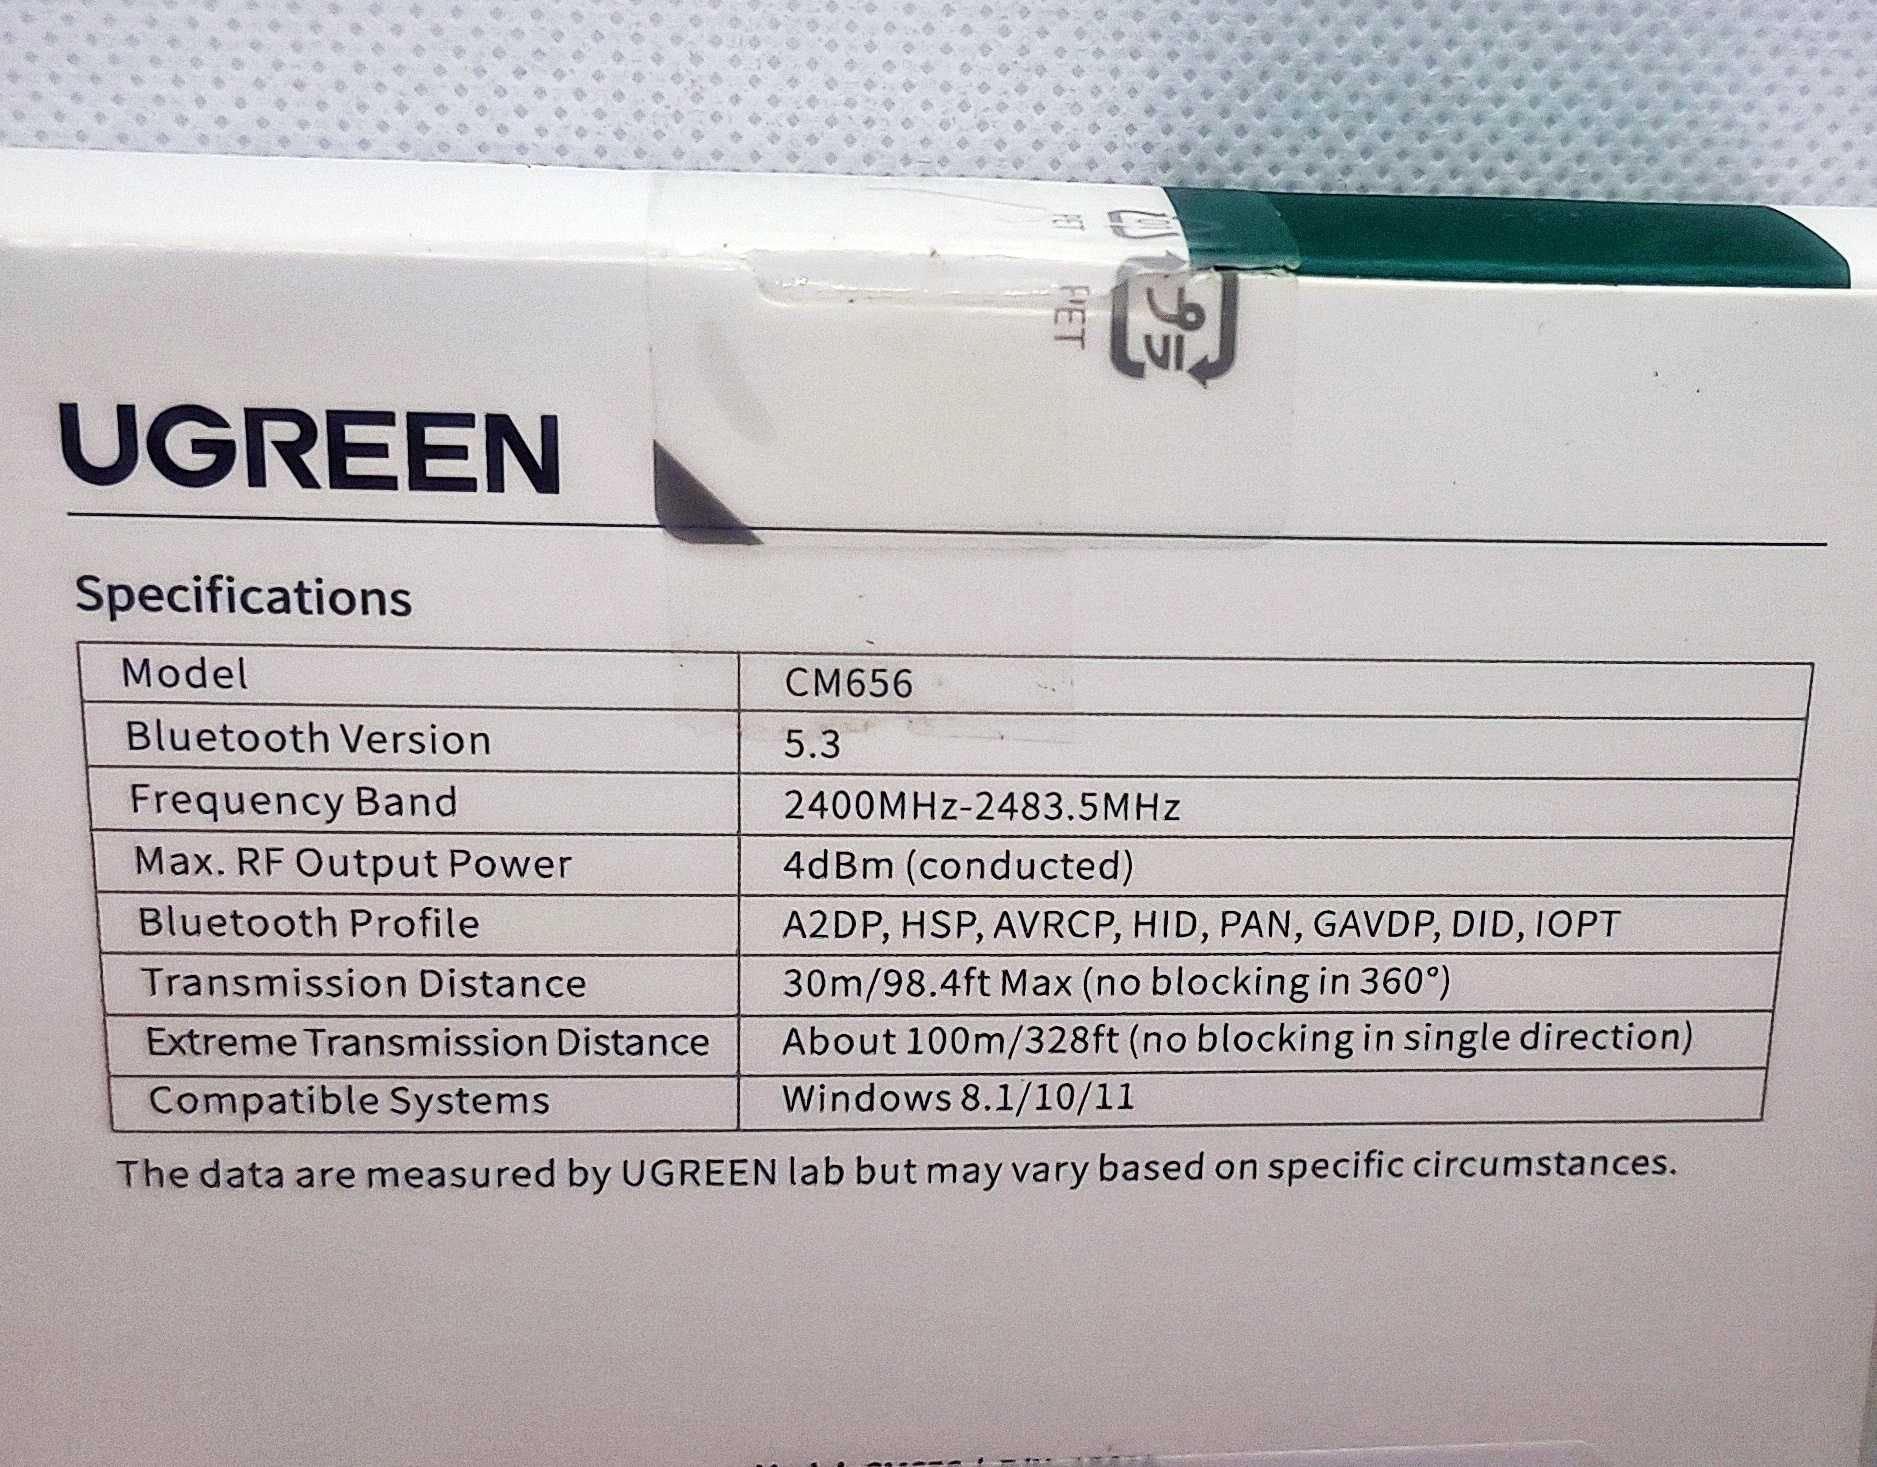 PET
PET
UGREEN
Specifications
Model CM656
Bluetooth Version 5.3
Frequency Band 2400MHz-2483.5MHz
Max. RF Output Power 4dBm (conducted)
Bluetooth Profile A2DP, HSP, AVRCP, HID, PAN, GAVDP, DID, IOPT
Transmission Distance 30m/98.4ft Max (no blocking in 360°)
Extreme Transmission Distance About 100m/328ft (no blocking in single direction)
Compatible Systems Windows 8.1/10/11
The data are measured by UGREEN lab but may vary based on specific circumstances.